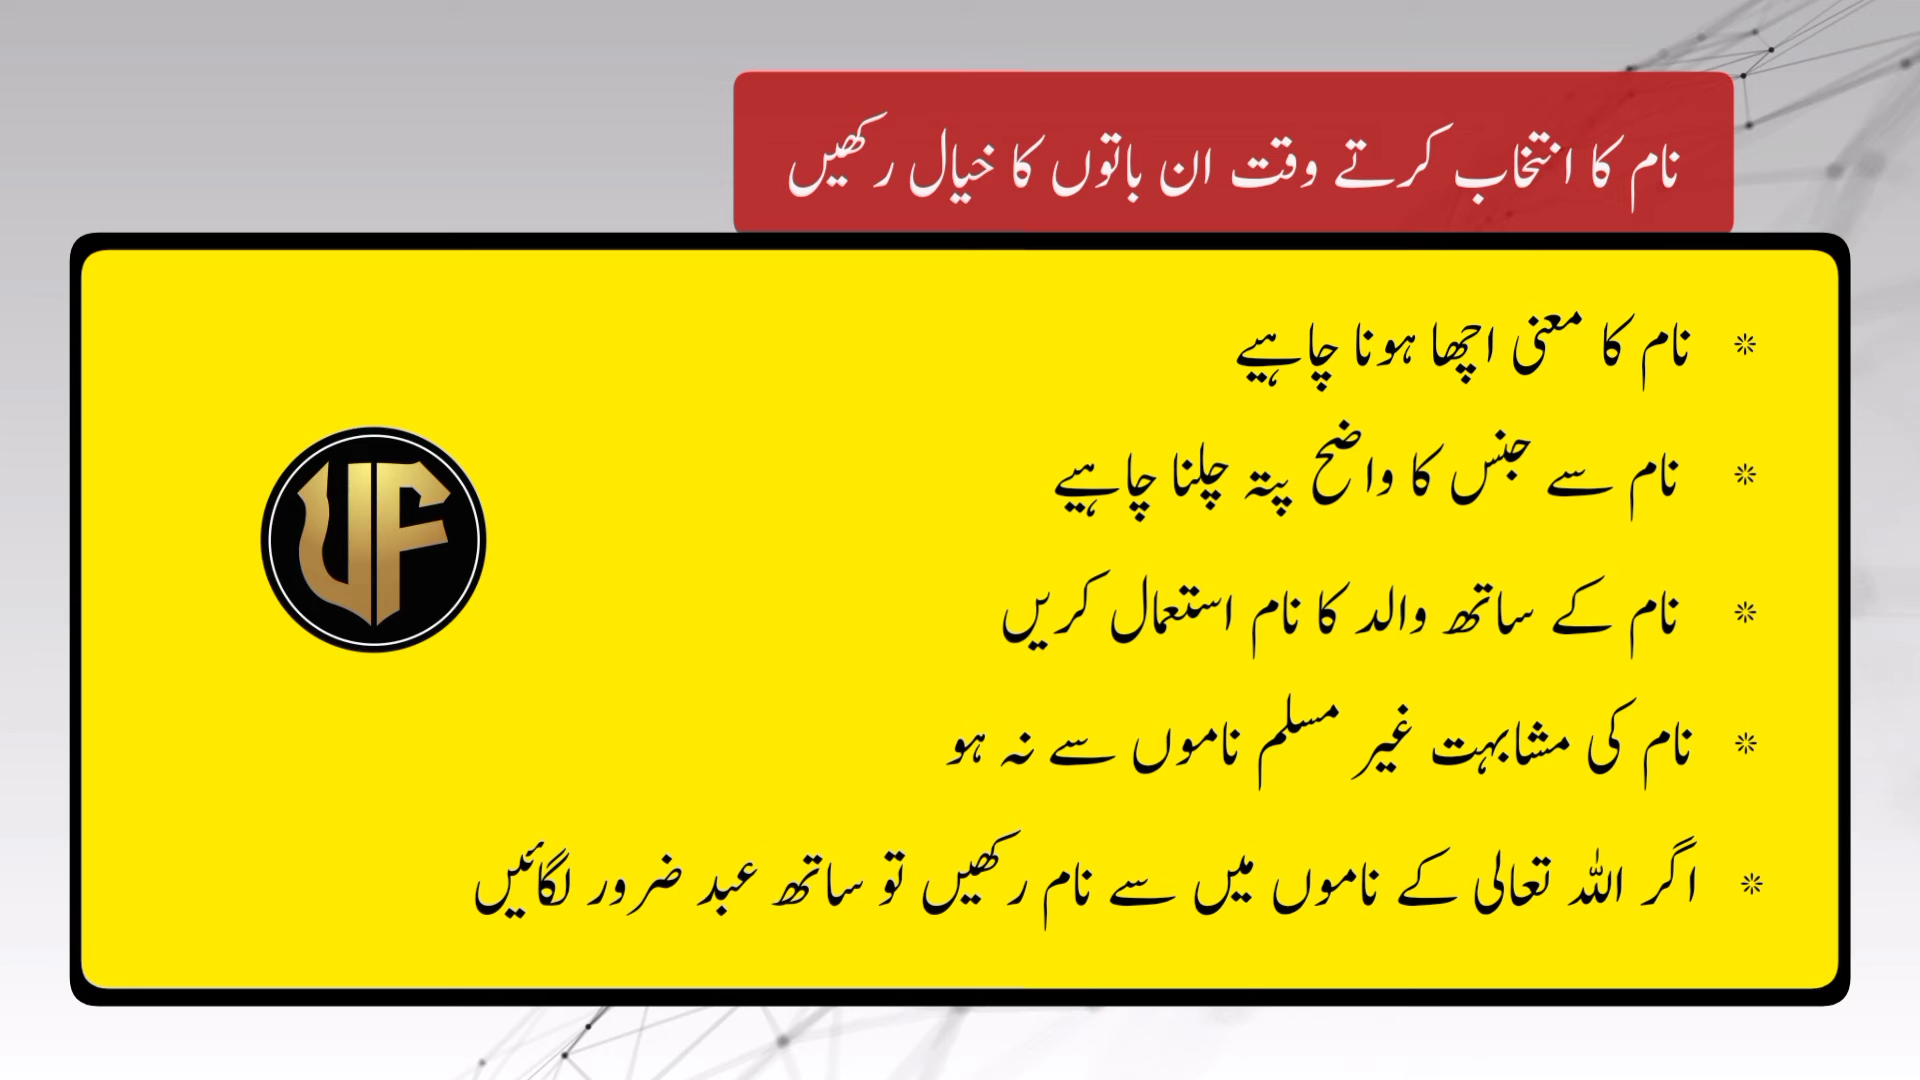 نام کا انتخاب کرتے وقت ان باتوں کا خیال رکھیں
* نام کا معنی اچھا ہونا چاہیے
* نام سے جنس کا واضح پتہ چلنا چاہیے
* نام کے ساتھ والد کا نام استعمال کریں
* نام کی مشابہت غیر مسلم ناموں سے نہ ہو
* اگر اللہ تعالی کے ناموں میں سے نام رکھیں تو ساتھ عبد ضرور لگائیں
UF